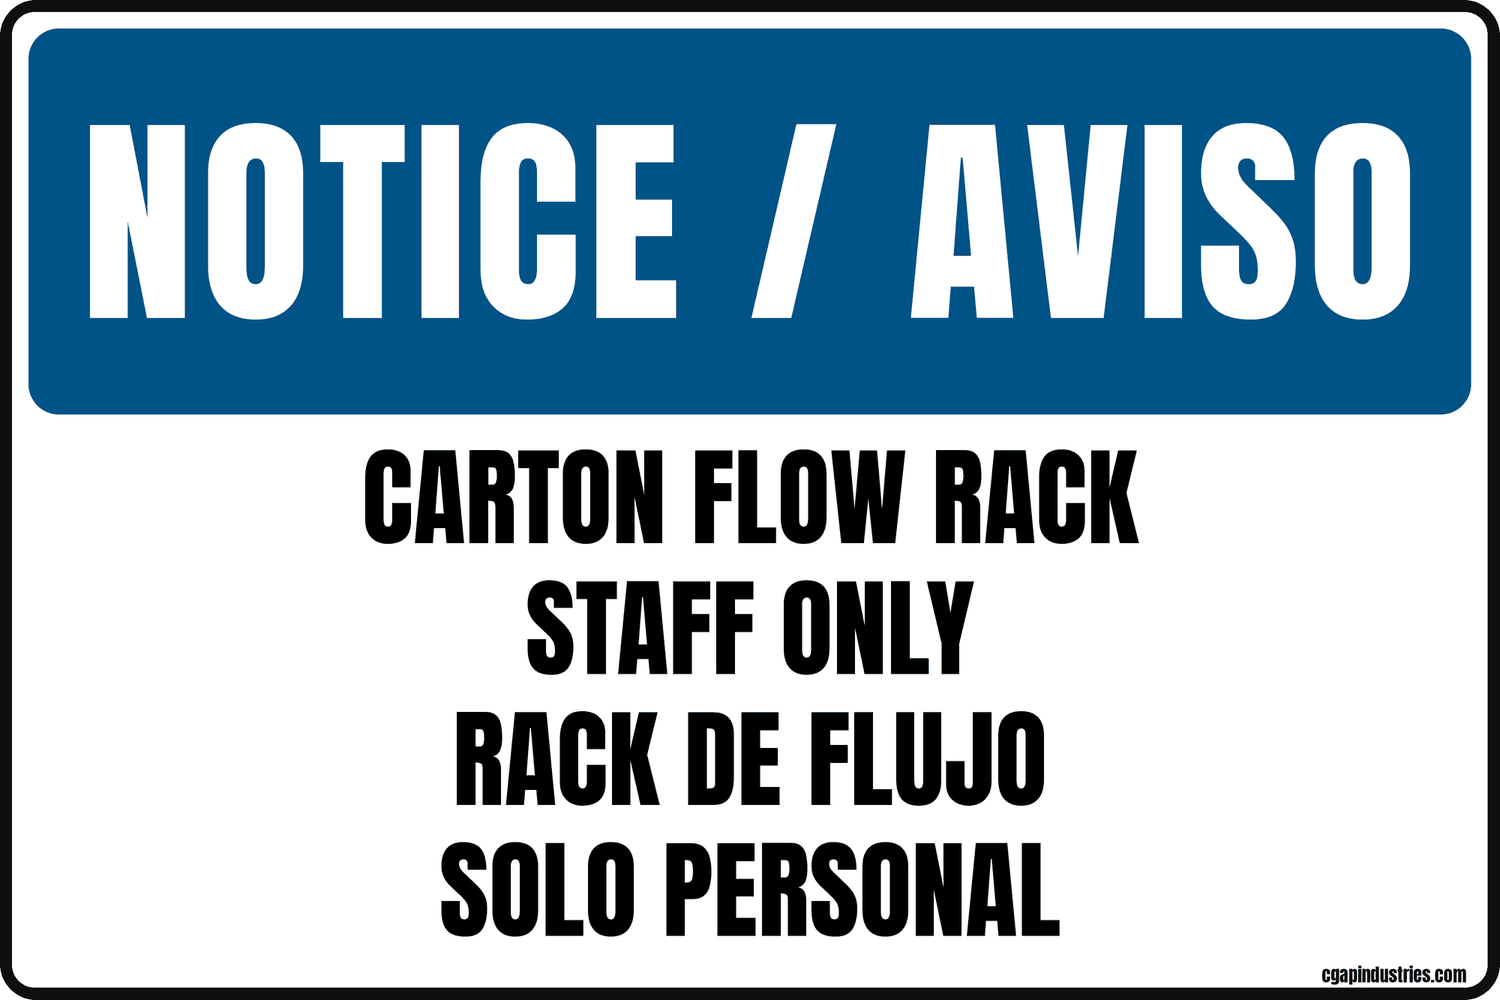 NOTICE / AVISO
CARTON FLOW RACK
STAFF ONLY
RACK DE FLUJO
SOLO PERSONAL
cgapindustries.com